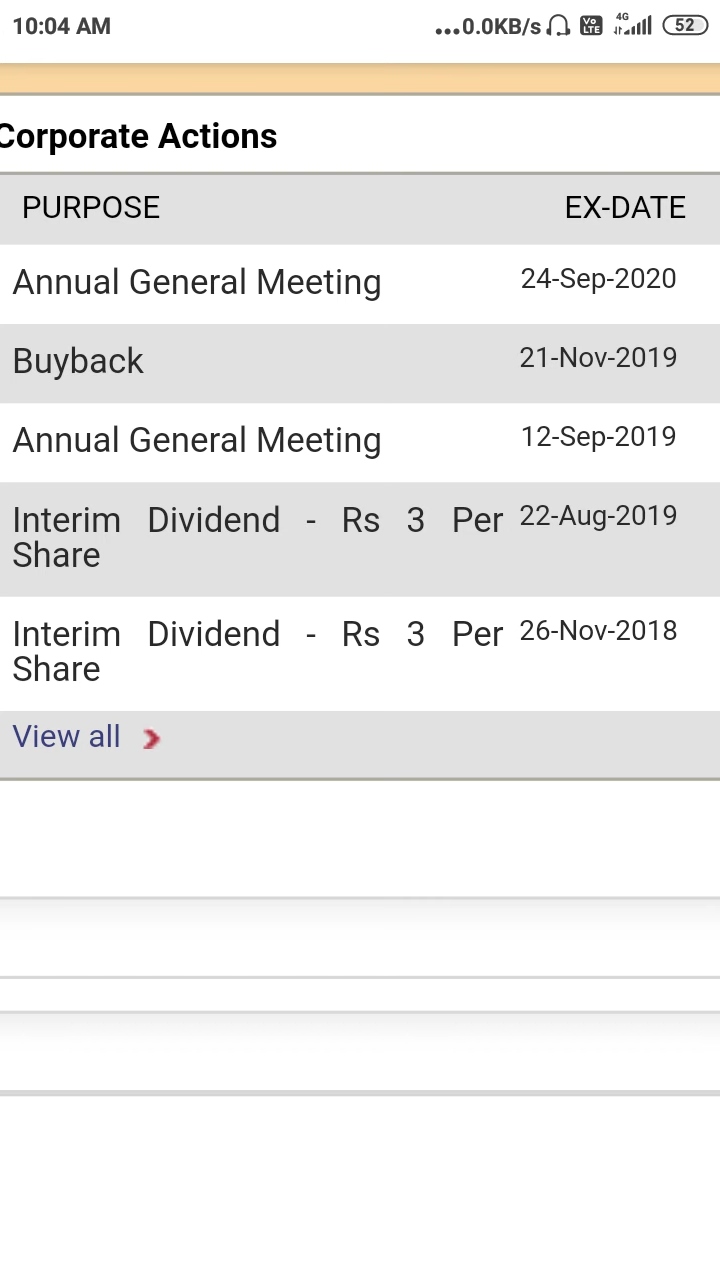 10:04 AM ...0.0KB/s Vo LTE 4G 52
Corporate Actions
PURPOSE EX-DATE
Annual General Meeting 24-Sep-2020
Buyback 21-Nov-2019
Annual General Meeting 12-Sep-2019
Interim Dividend - Rs 3 Per 22-Aug-2019
Share
Interim Dividend - Rs 3 Per 26-Nov-2018
Share
View all